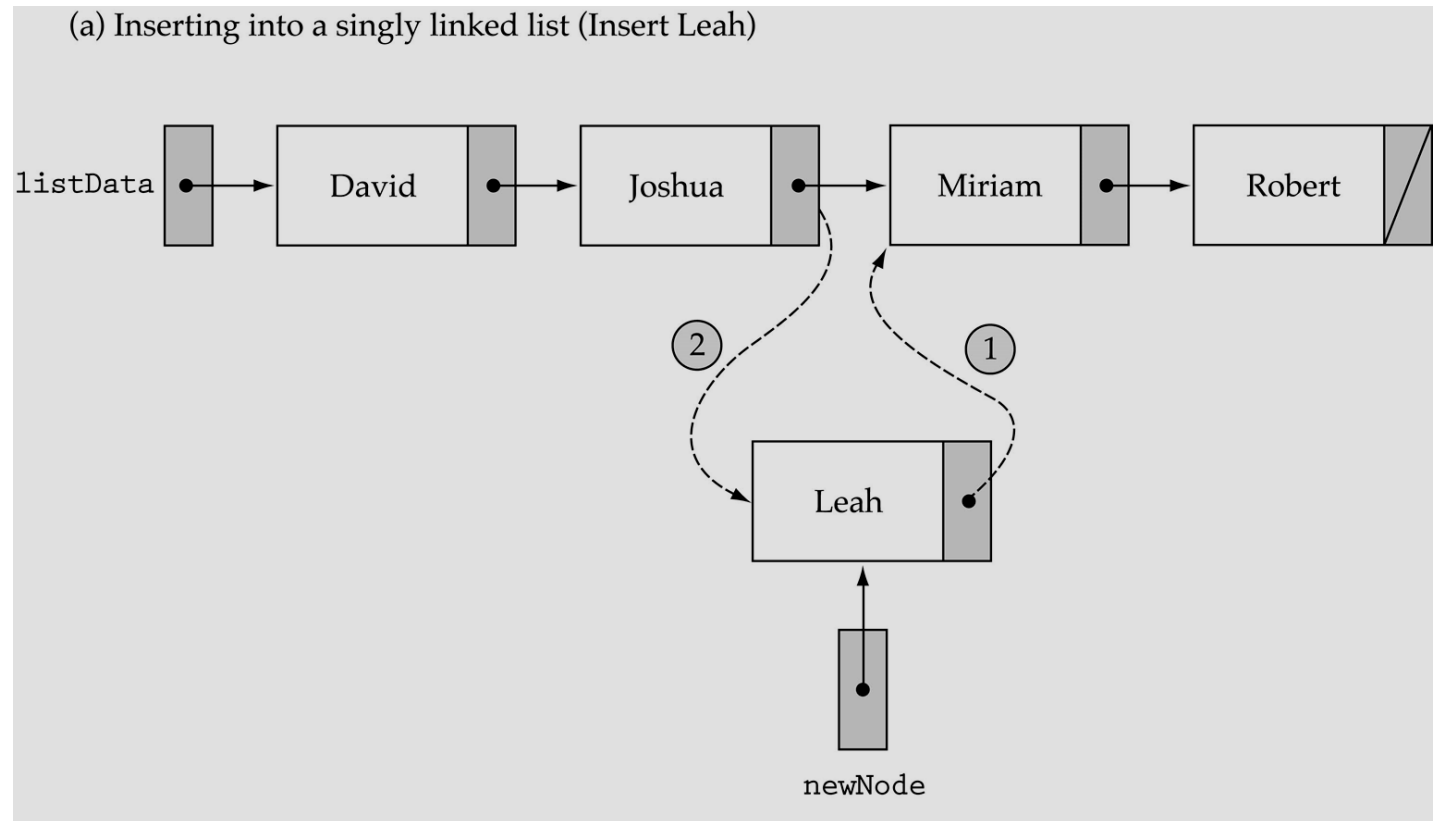 (a) Inserting into a singly linked list (Insert Leah)
listData
David
Joshua
Miriam
Robert
2
1
Leah
newNode